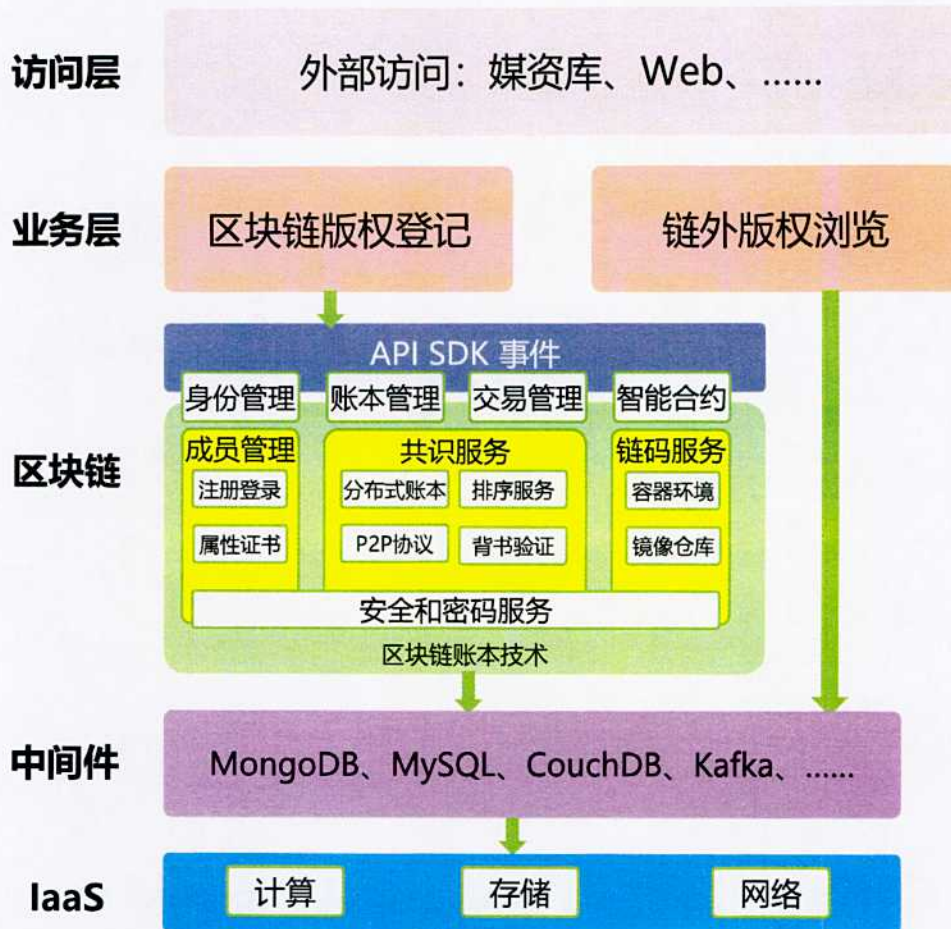 访问层
外部访问：媒资库、Web、……
业务层
区块链版权登记
链外版权浏览
API SDK 事件
身份管理
账本管理
交易管理
智能合约
区块链
成员管理
共识服务
链码服务
注册登录
分布式账本
排序服务
容器环境
属性证书
P2P协议
背书验证
镜像仓库
安全和密码服务
区块链账本技术
中间件
MongoDB、MySQL、CouchDB、Kafka、……
IaaS
计算
存储
网络